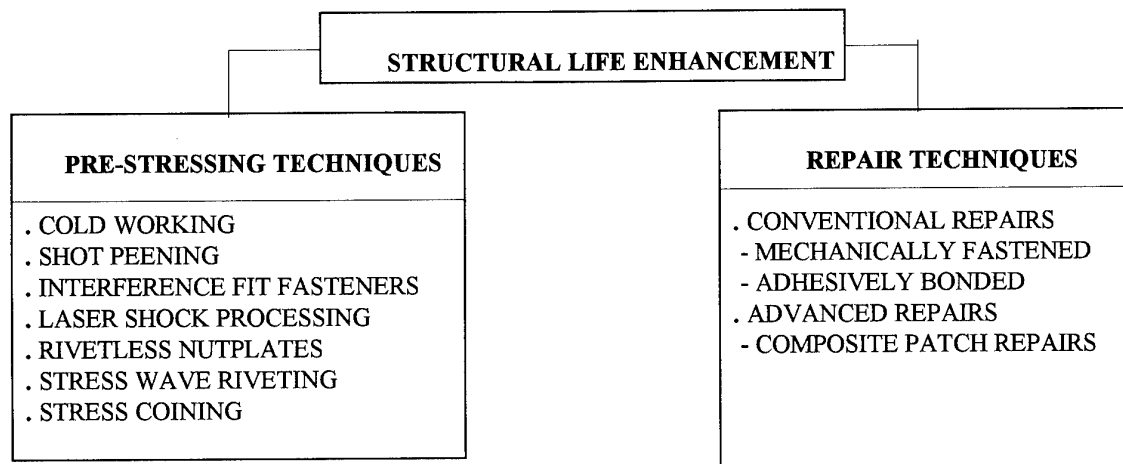 STRUCTURAL LIFE ENHANCEMENT
PRE-STRESSING TECHNIQUES
. COLD WORKING
. SHOT PEENING
. INTERFERENCE FIT FASTENERS
. LASER SHOCK PROCESSING
. RIVETLESS NUTPLATES
. STRESS WAVE RIVETING
. STRESS COINING
REPAIR TECHNIQUES
. CONVENTIONAL REPAIRS
- MECHANICALLY FASTENED
- ADHESIVELY BONDED
. ADVANCED REPAIRS
- COMPOSITE PATCH REPAIRS